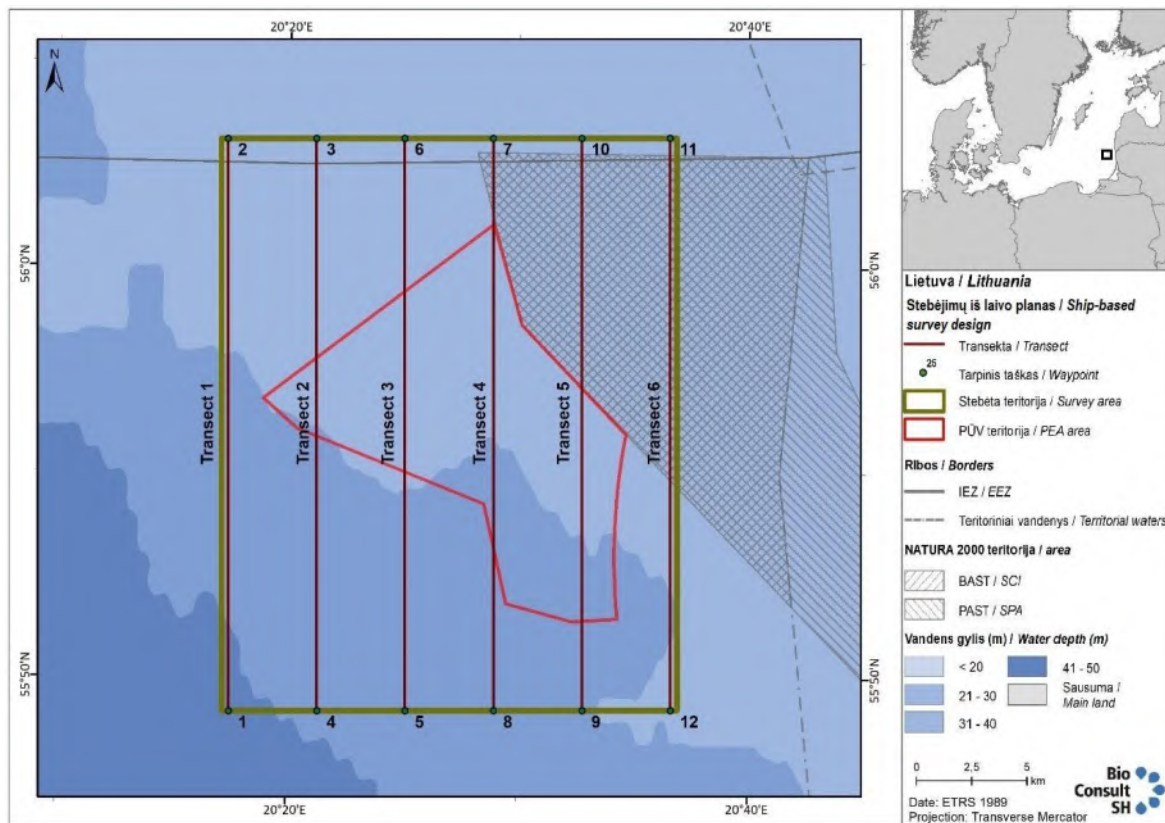 20°20'E
20°40'E
N
2
3
6
7
10
11
56°0'N
56°0'N
Transect 1
Transect 2
Transect 3
Transect 4
Transect 5
Transect 6
55°50'N
55°50'N
1
4
5
8
9
12
20°20'E
20°40'E
Lietuva / Lithuania
Stebėjimų iš laivo planas / Ship-based
survey design
Transekta / Transect
25
Tarpinis taškas / Waypoint
Stebėta teritorija / Survey area
PŪV teritorija / PEA area
Ribos / Borders
IEZ / EEZ
Teritoriniai vandenys / Territorial waters
NATURA 2000 teritorija / area
BAST / SCI
PAST / SPA
Vandens gylis (m) / Water depth (m)
< 20
41 - 50
21 - 30
Sausuma /
Main land
31 - 40
0 2,5 5
km
Date: ETRS 1989
Projection: Transverse Mercator
Bio
Consult
SH